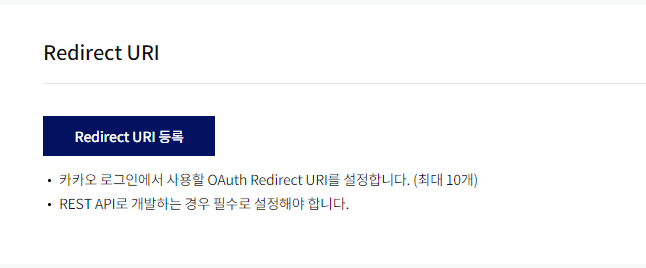 Redirect URI
Redirect URI 등록
• 카카오 로그인에서 사용할 OAuth Redirect URI를 설정합니다. (최대 10개)
• REST API로 개발하는 경우 필수로 설정해야 합니다.